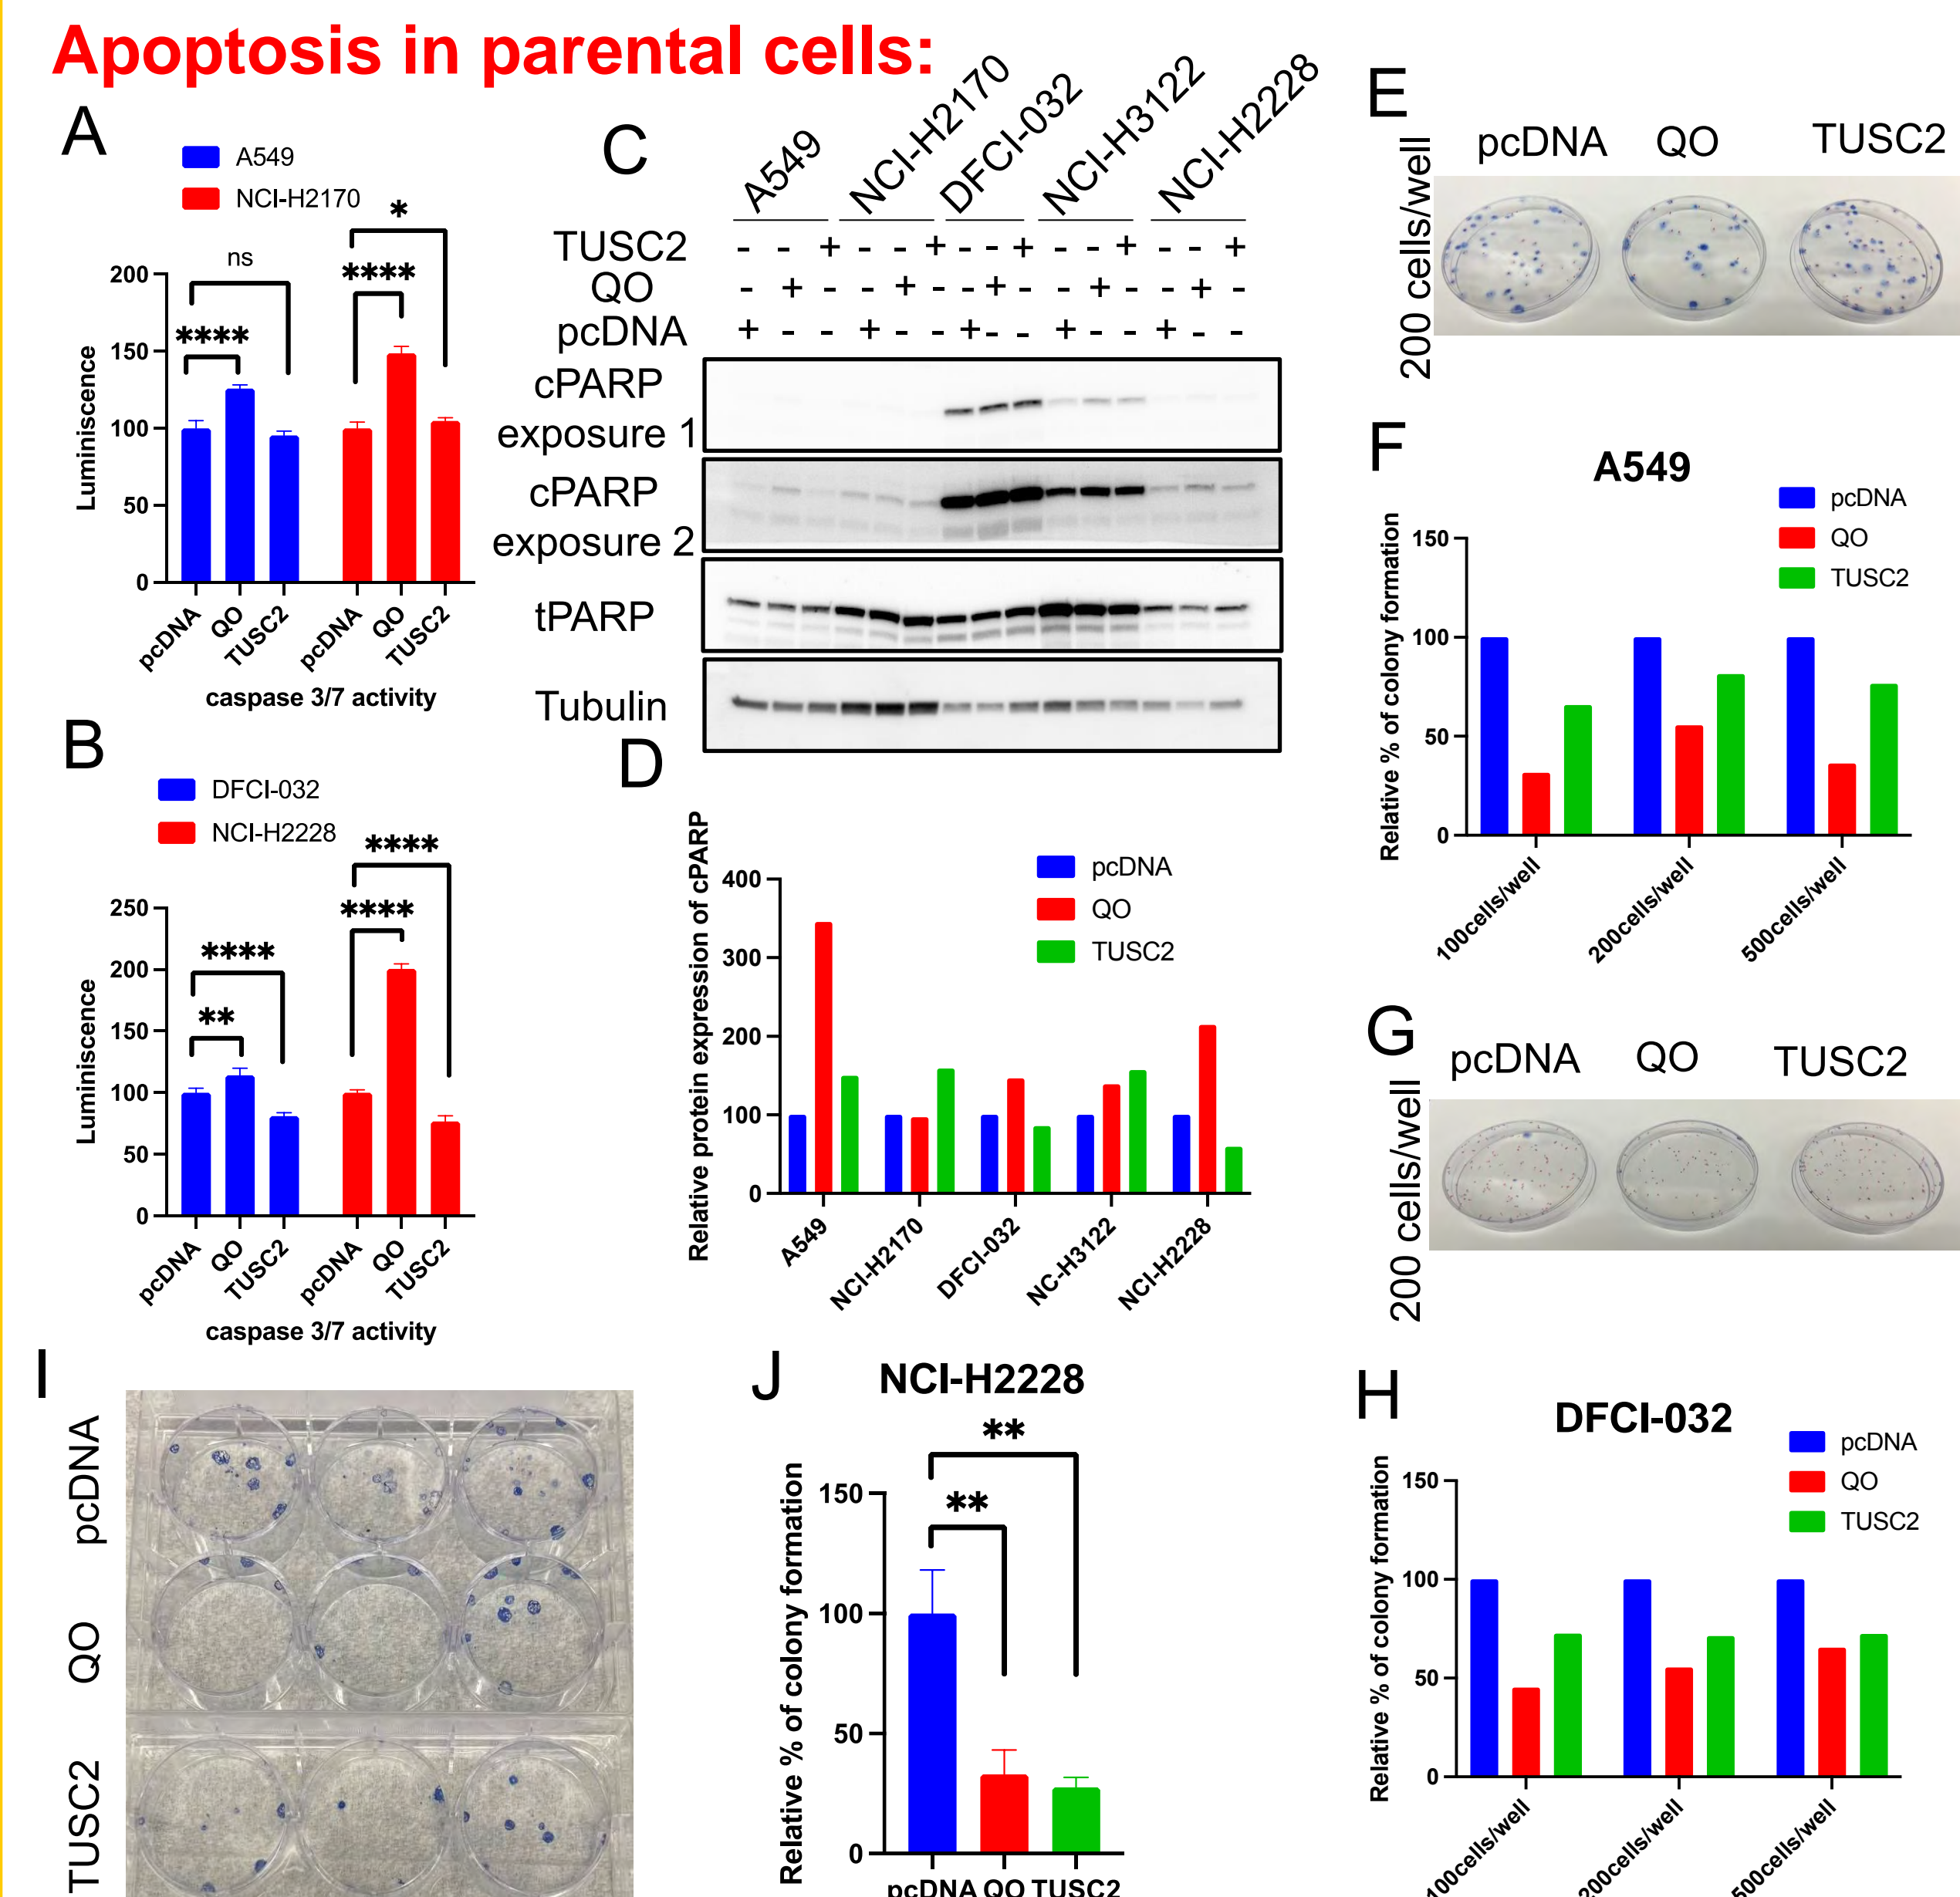 Apoptosis in parental cells:
A
A549
NCI-H2170
ns
****
****
*
Luminiscence
200
150
100
50
0
pcDNA
QO
TUSC2
pcDNA
QO
TUSC2
caspase 3/7 activity
B
DFCI-032
NCI-H2228
****
**
****
****
Luminiscence
250
200
150
100
50
0
pcDNA
QO
TUSC2
pcDNA
QO
TUSC2
caspase 3/7 activity
C
A549
NCI-H2170
DFCI-032
NCI-H3122
NCI-H2228
TUSC2 - - + - - + - - + - - + - - +
QO - + - - + - - + - - + - - + -
pcDNA + - - + - - + - - + - - + - -
cPARP
exposure 1
cPARP
exposure 2
tPARP
Tubulin
D
pcDNA
QO
TUSC2
Relative protein expression of cPARP
400
300
200
100
0
A549
NCI-H2170
DFCI-032
NC-H3122
NCI-H2228
E
pcDNA QO TUSC2
200 cells/well
F
A549
pcDNA
QO
TUSC2
Relative % of colony formation
150
100
50
0
100cells/well
200cells/well
500cells/well
G
pcDNA QO TUSC2
200 cells/well
H
DFCI-032
pcDNA
QO
TUSC2
Relative % of colony formation
150
100
50
0
100cells/well
200cells/well
500cells/well
I
pcDNA
QO
TUSC2
J
NCI-H2228
**
**
Relative % of colony formation
150
100
50
0
pcDNA QO TUSC2